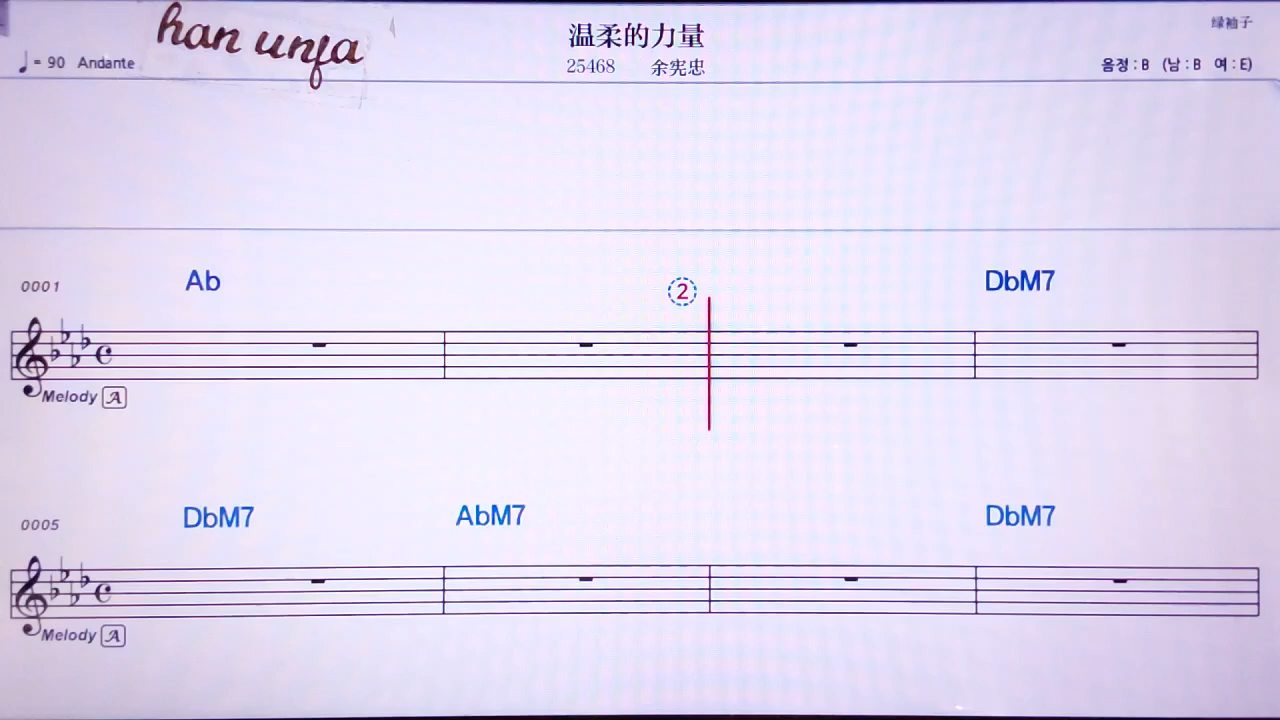 han unfa
温柔的力量
绿袖子
♩ = 90 Andante
25468 余宪忠
음정 : B (남 : B 여 : E)
0001
Ab
2
DbM7
Melody A
0005
DbM7
AbM7
DbM7
Melody A